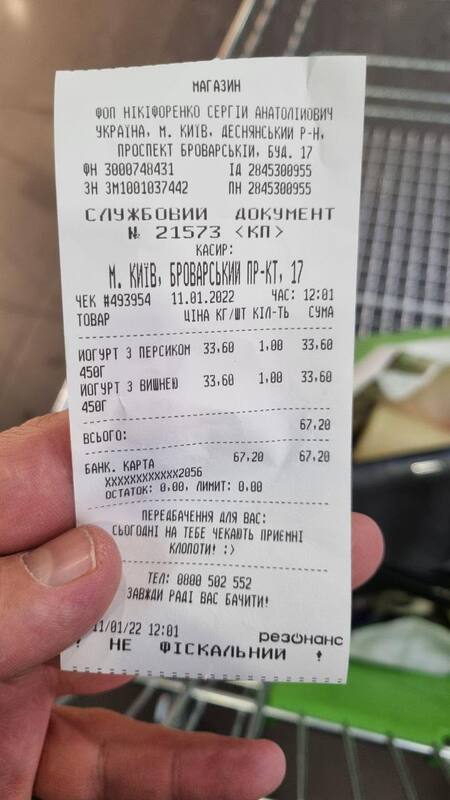 МАГАЗИН
ФОП НІКІФОРЕНКО СЕРГІЙ АНАТОЛІЙОВИЧ
УКРАЇНА, М. КИЇВ, ДЕСНЯНСЬКИЙ Р-Н,
ПРОСПЕКТ БРОВАРСЬКІЙ, БУД. 17
ФН 3000748431 ІД 2845300955
ЗН ЗМ1001037442 ПН 2845300955
СЛУЖБОВИЙ ДОКУМЕНТ
№ 21573 <КП>
КАСИР:
М. КИЇВ, БРОВАРСЬКИЙ ПР-КТ, 17
ЧЕК #493954 11.01.2022 ЧАС: 12:01
ТОВАР ЦІНА КГ/ШТ КІЛ-ТЬ СУМА
ЙОГУРТ З ПЕРСИКОМ 33.60 1.00 33.60
450Г
ЙОГУРТ З ВИШНЕЮ 33.60 1.00 33.60
450Г
ВСЬОГО: 67.20
БАНК. КАРТА 67.20 67.20
XXXXXXXXXXXX2056
ОСТАТОК: 0.00, ЛИМИТ: 0.00
ПЕРЕДБАЧЕННЯ ДЛЯ ВАС:
СЬОГОДНІ НА ТЕБЕ ЧЕКАЮТЬ ПРИЄМНІ
КЛОПОТИ! :)
ТЕЛ: 0800 502 552
ЗАВЖДИ РАДІ ВАС БАЧИТИ!
11/01/22 12:01 резонанс
! НЕ ФІСКАЛЬНИЙ !